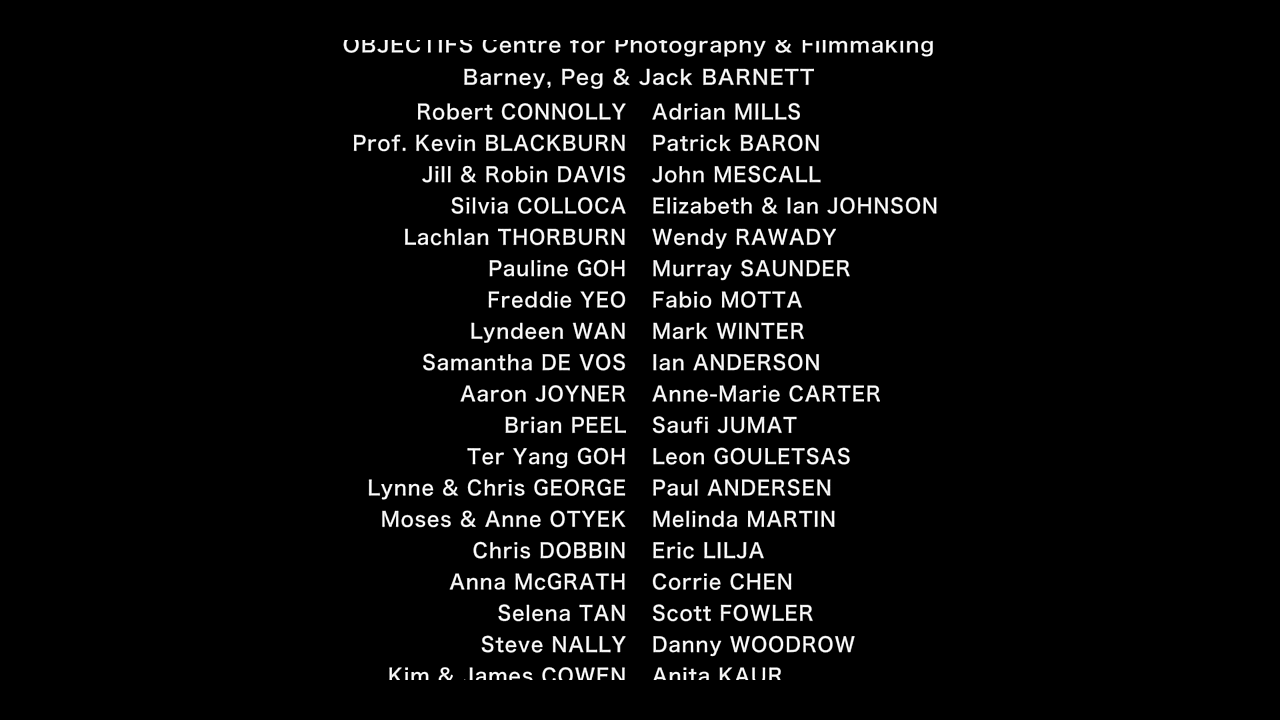 OBJECTIFS Centre for Photography & Filmmaking
Barney, Peg & Jack BARNETT
Robert CONNOLLY Adrian MILLS
Prof. Kevin BLACKBURN Patrick BARON
Jill & Robin DAVIS John MESCALL
Silvia COLLOCA Elizabeth & Ian JOHNSON
Lachlan THORBURN Wendy RAWADY
Pauline GOH Murray SAUNDER
Freddie YEO Fabio MOTTA
Lyndeen WAN Mark WINTER
Samantha DE VOS Ian ANDERSON
Aaron JOYNER Anne-Marie CARTER
Brian PEEL Saufi JUMAT
Ter Yang GOH Leon GOULETSAS
Lynne & Chris GEORGE Paul ANDERSEN
Moses & Anne OTYEK Melinda MARTIN
Chris DOBBIN Eric LILJA
Anna McGRATH Corrie CHEN
Selena TAN Scott FOWLER
Steve NALLY Danny WOODROW
Kim & James COWEN Anita KAUR